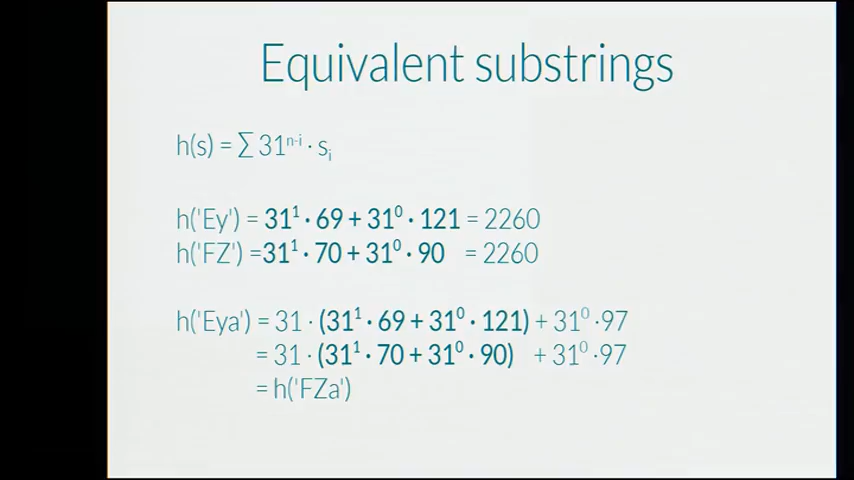 Equivalent substrings
h(s) = ∑ 31ⁿ⁻ⁱ · sᵢ
h('Ey') = 31¹ · 69 + 31⁰ · 121 = 2260
h('FZ') =31¹ · 70 + 31⁰ · 90 = 2260
h('Eya') = 31 · (31¹ · 69 + 31⁰ · 121) + 31⁰ ·97
= 31 · (31¹ · 70 + 31⁰ · 90) + 31⁰ ·97
= h('FZa')